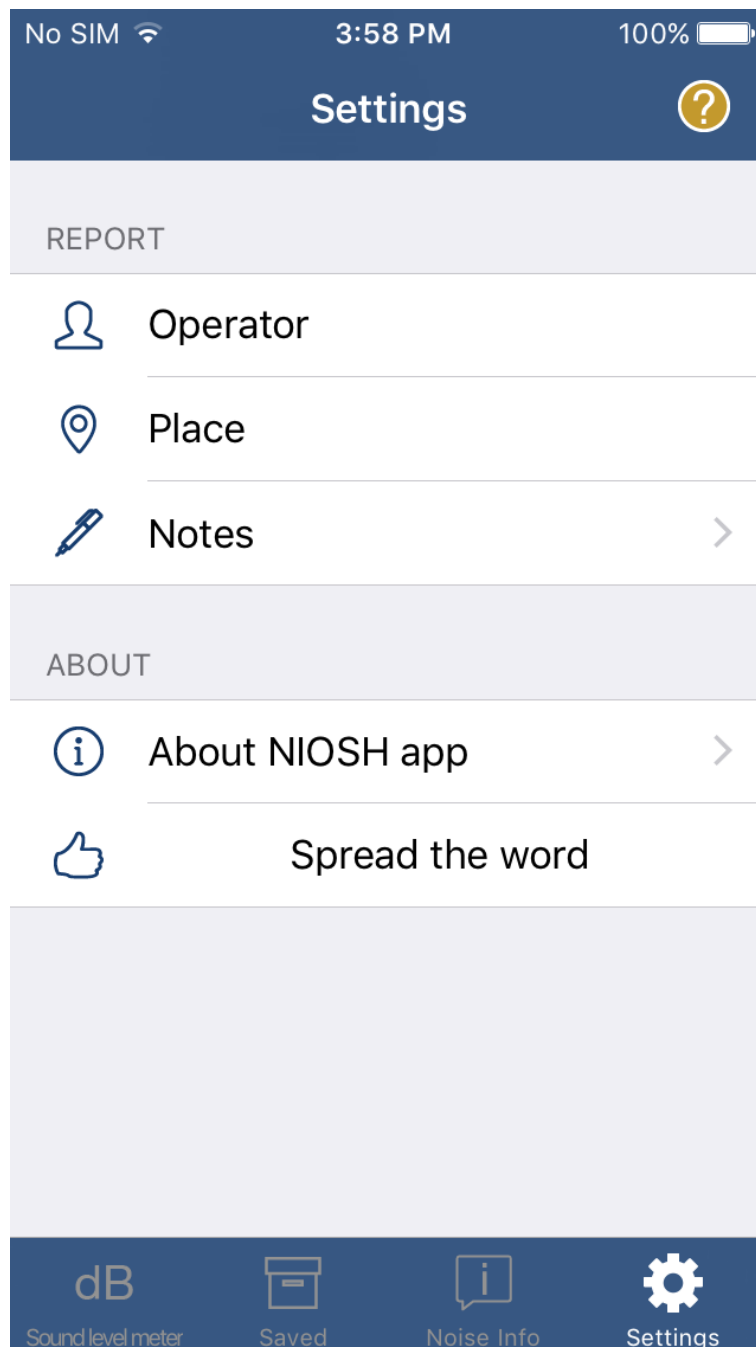 No SIM 3:58 PM 100%
Settings ?
REPORT
Operator
Place
Notes
ABOUT
i About NIOSH app
Spread the word
dB i
Sound level meter Saved Noise Info Settings